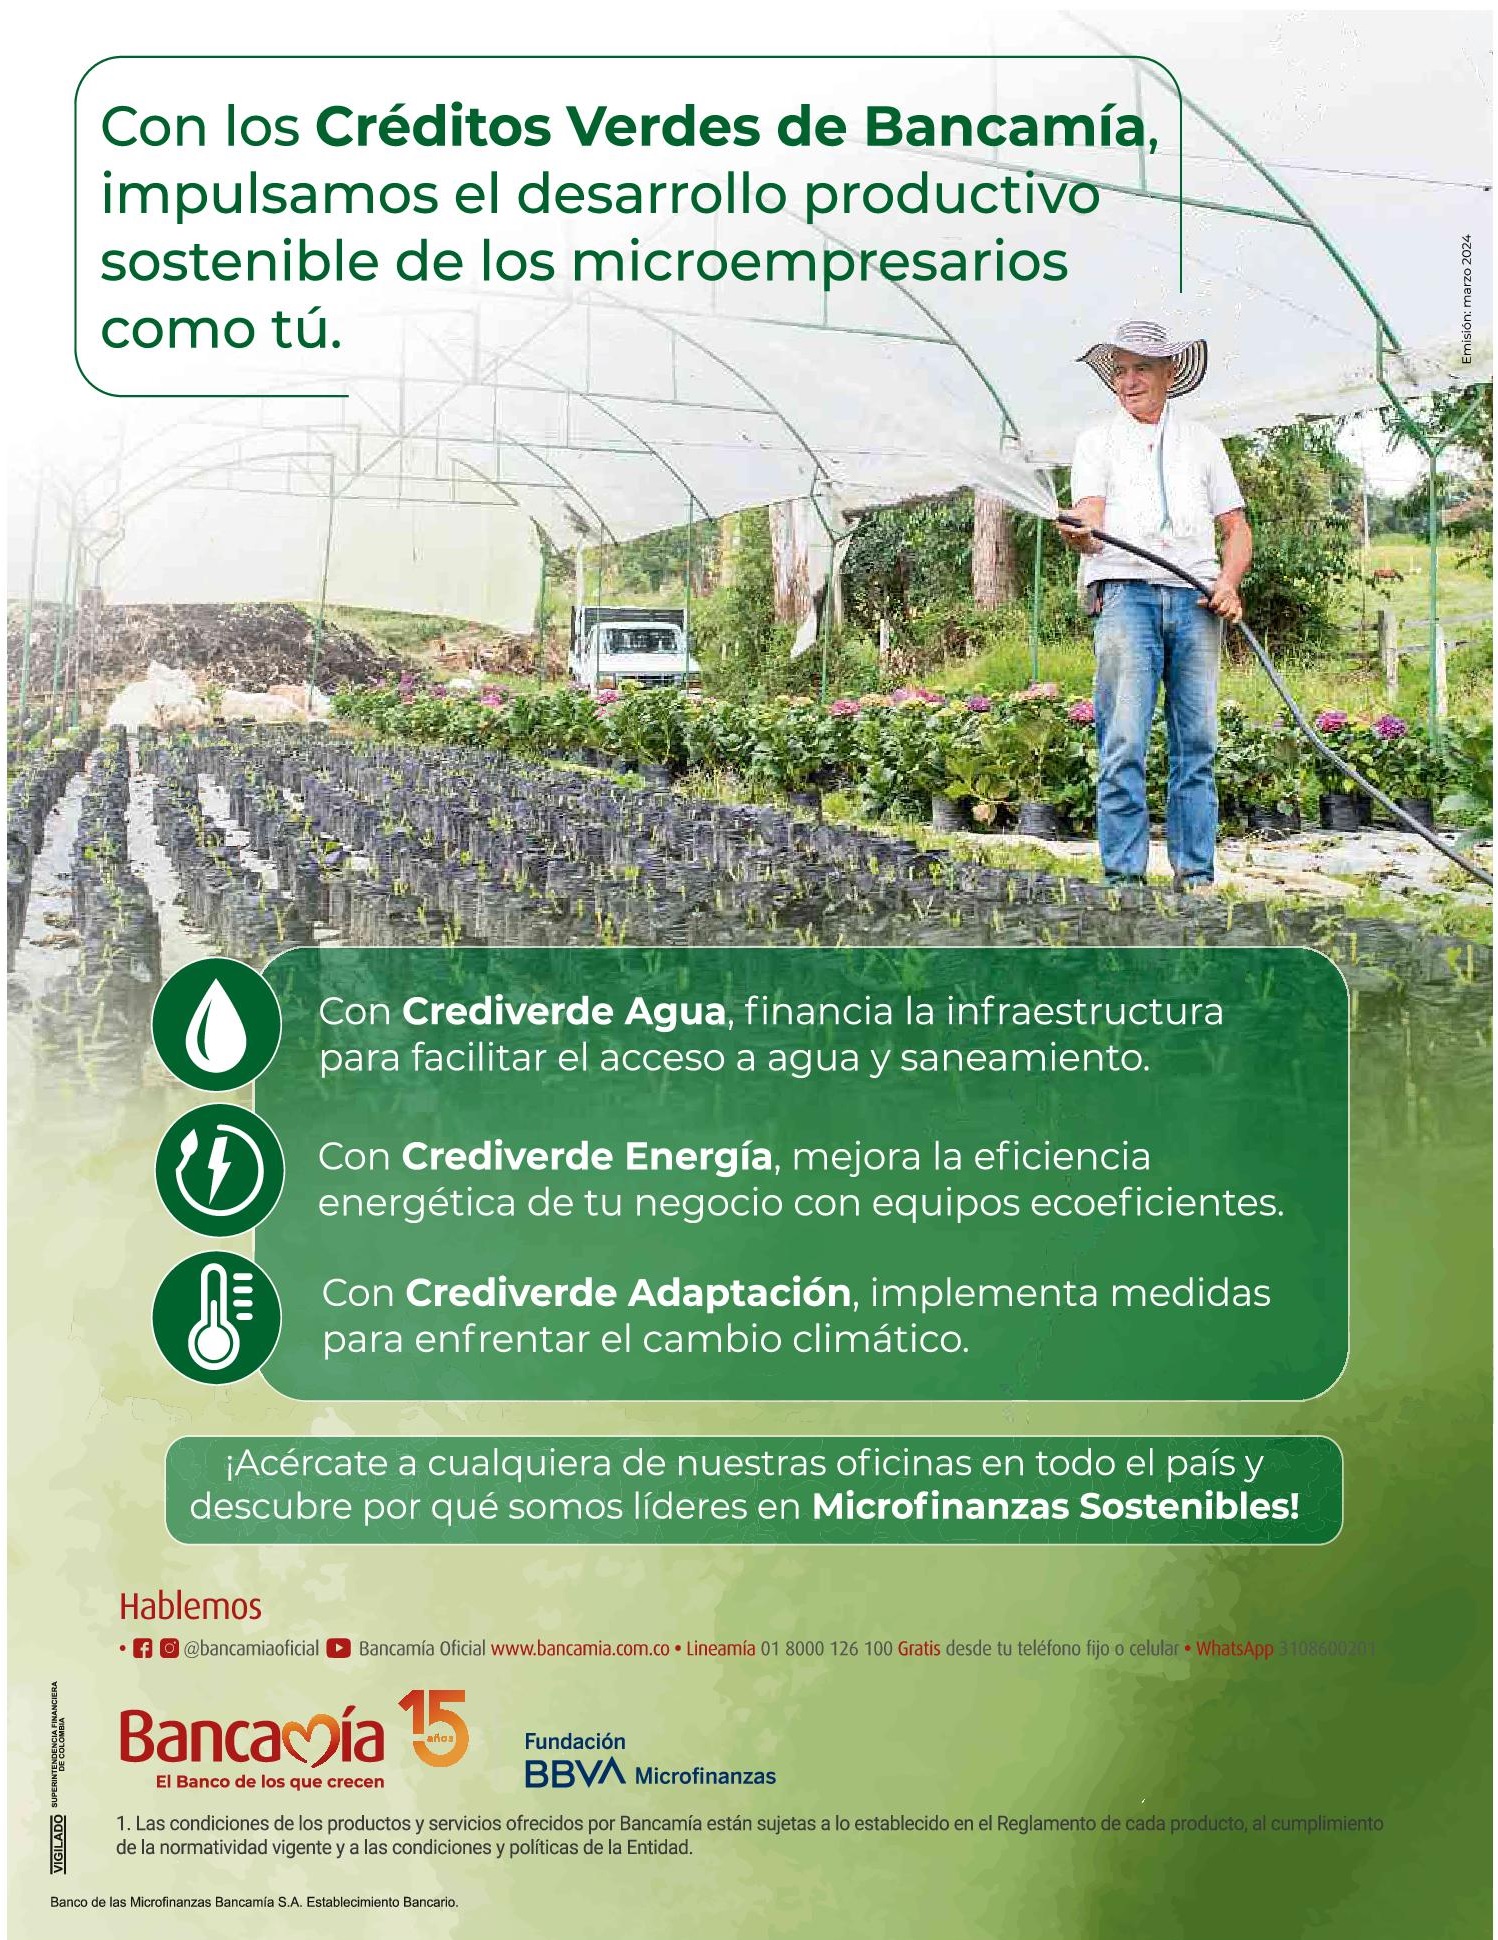 Con los Créditos Verdes de Bancamía,
impulsamos el desarrollo productivo
sostenible de los microempresarios
como tú.
Emisión: marzo 2024
Con Crediverde Agua, financia la infraestructura
para facilitar el acceso a agua y saneamiento.
Con Crediverde Energía, mejora la eficiencia
energética de tu negocio con equipos ecoeficientes.
Con Crediverde Adaptación, implementa medidas
para enfrentar el cambio climático.
¡Acércate a cualquiera de nuestras oficinas en todo el país y
descubre por qué somos líderes en Microfinanzas Sostenibles!
Hablemos
• @bancamiaoficial Bancamía Oficial www.bancamia.com.co • Lineamía 01 8000 126 100 Gratis desde tu teléfono fijo o celular • WhatsApp 3108600201
Bancamía 15 años
El Banco de los que crecen
Fundación
BBVA Microfinanzas
VIGILADO SUPERINTENDENCIA FINANCIERA
DE COLOMBIA
1. Las condiciones de los productos y servicios ofrecidos por Bancamía están sujetas a lo establecido en el Reglamento de cada producto, al cumplimiento
de la normatividad vigente y a las condiciones y políticas de la Entidad.
Banco de las Microfinanzas Bancamía S.A. Establecimiento Bancario.